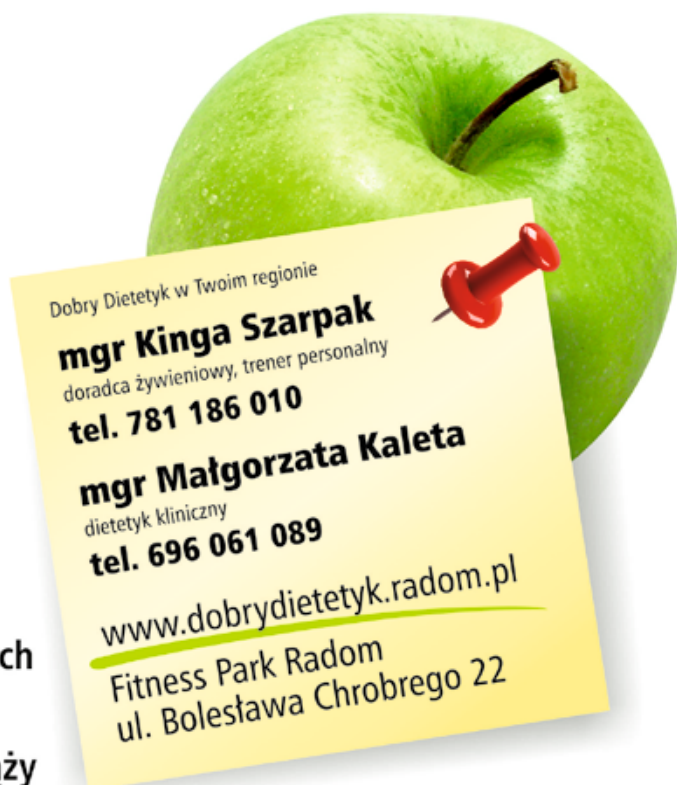 Dobry Dietetyk w Twoim regionie
mgr Kinga Szarpak
doradca żywieniowy, trener personalny
tel. 781 186 010
mgr Małgorzata Kaleta
dietetyk kliniczny
tel. 696 061 089
www.dobrydietetyk.radom.pl
Fitness Park Radom
ul. Bolesława Chrobrego 22